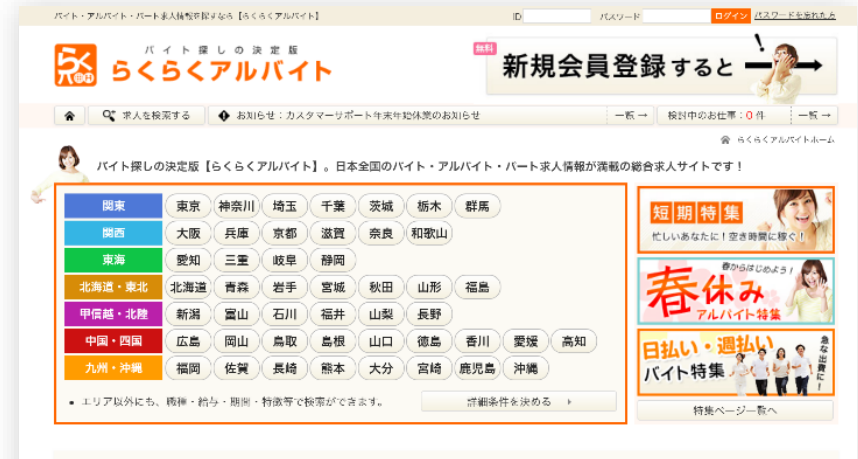 バイト・アルバイト・パート求人情報を探すなら【らくらくアルバイト】
ID
パスワード
ログイン
パスワードを忘れた方
バイト探しの決定版
らくらくアルバイト
無料
新規会員登録すると
求人を検索する
お知らせ：カスタマーサポート年末年始休業のお知らせ
一覧→
検討中のお仕事：0 件
一覧→
らくらくアルバイトホーム
バイト探しの決定版【らくらくアルバイト】。日本全国のバイト・アルバイト・パート求人情報が満載の総合求人サイトです！
関東 東京 神奈川 埼玉 千葉 茨城 栃木 群馬
関西 大阪 兵庫 京都 滋賀 奈良 和歌山
東海 愛知 三重 岐阜 静岡
北海道・東北 北海道 青森 岩手 宮城 秋田 山形 福島
甲信越・北陸 新潟 富山 石川 福井 山梨 長野
中国・四国 広島 岡山 鳥取 島根 山口 徳島 香川 愛媛 高知
九州・沖縄 福岡 佐賀 長崎 熊本 大分 宮崎 鹿児島 沖縄
エリア以外にも、職種・給与・期間・特徴等で検索ができます。
詳細条件を決める
短期特集
忙しいあなたに！空き時間に稼ぐ！
春からはじめよう！
春休み
アルバイト特集
日払い・週払い
バイト特集
急な出費に！
特集ページ一覧へ